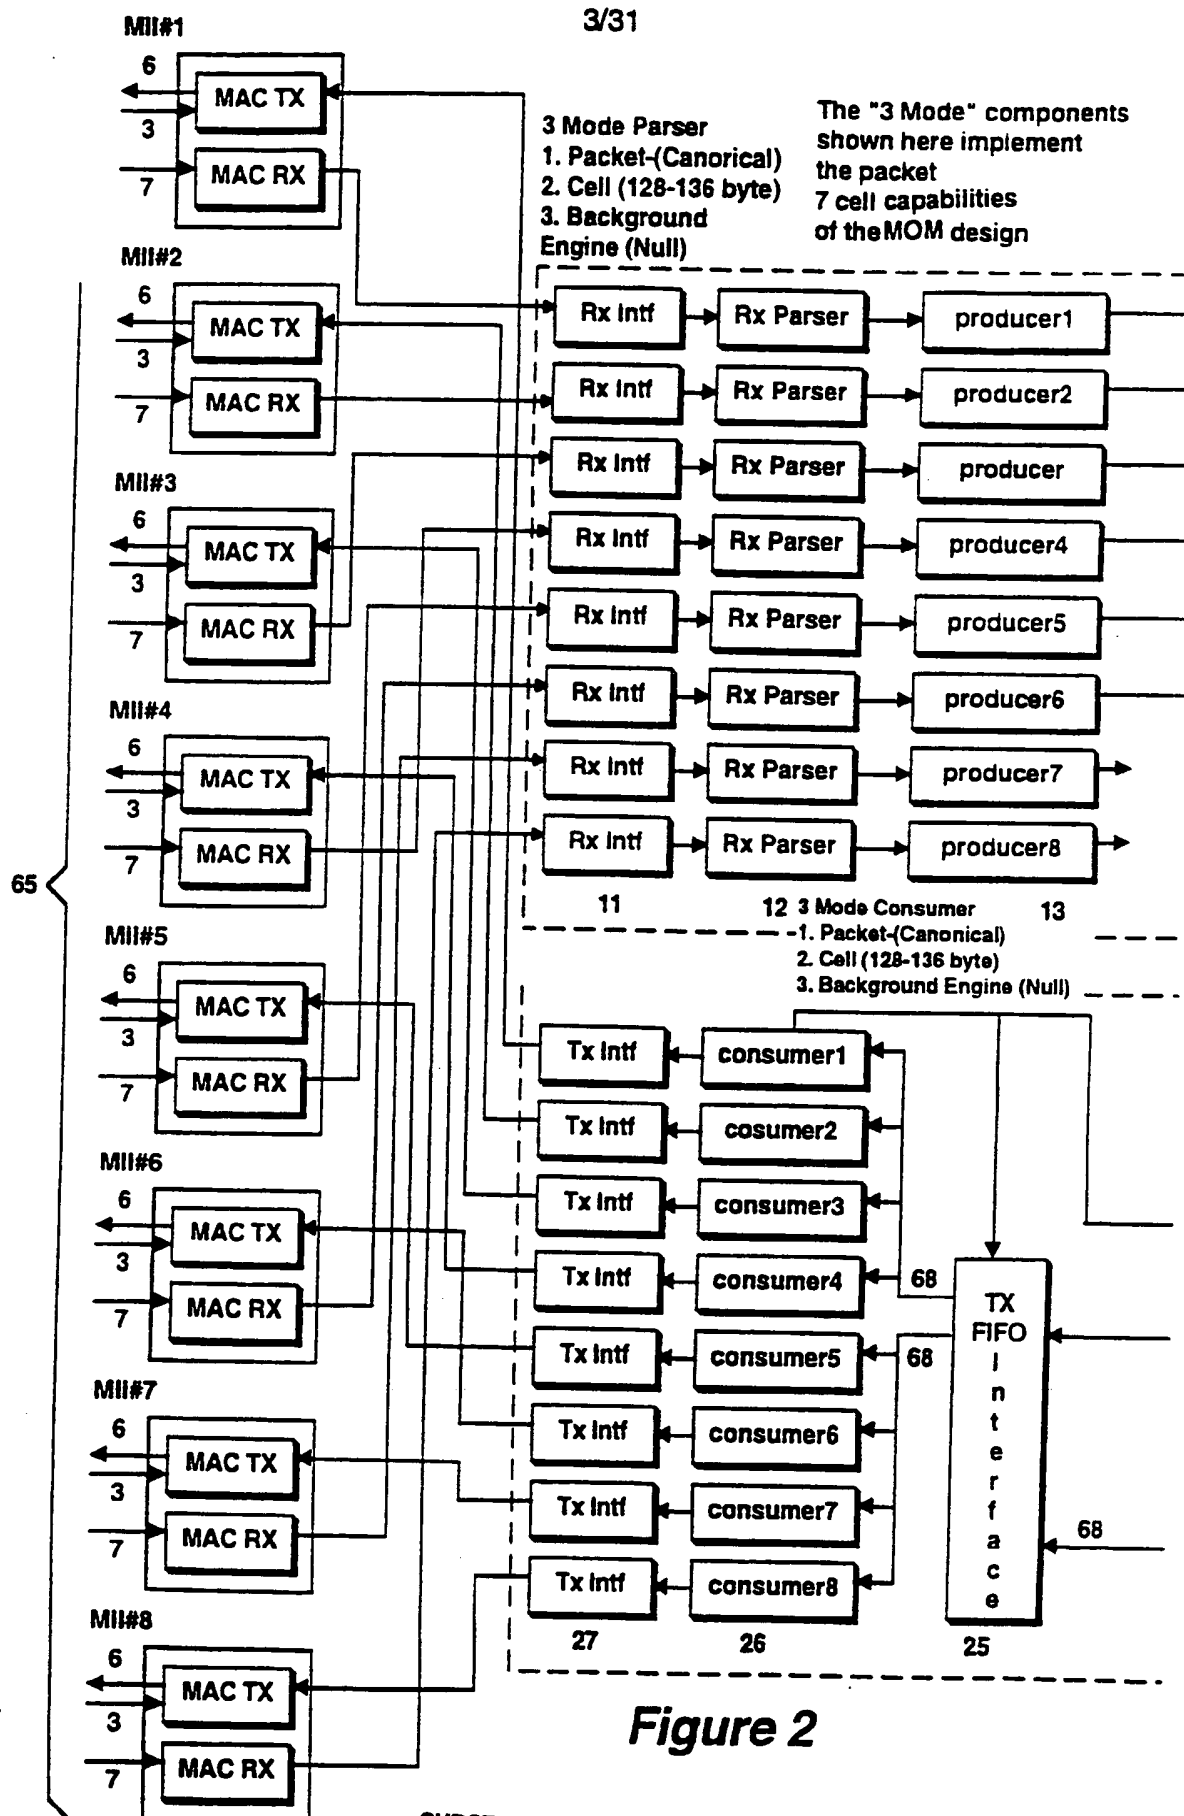 3/31
MII#1
6
MAC TX
3
7
MAC RX
MII#2
6
MAC TX
3
7
MAC RX
MII#3
6
MAC TX
3
7
MAC RX
MII#4
6
MAC TX
3
7
MAC RX
65
MII#5
6
MAC TX
3
7
MAC RX
MII#6
6
MAC TX
3
7
MAC RX
MII#7
6
MAC TX
3
7
MAC RX
MII#8
6
MAC TX
3
7
MAC RX
3 Mode Parser
1. Packet-(Canorical)
2. Cell (128-136 byte)
3. Background
Engine (Null)
The "3 Mode" components
shown here implement
the packet
7 cell capabilities
of the MOM design
Rx Intf Rx Parser producer1
Rx Intf Rx Parser producer2
Rx Intf Rx Parser producer
Rx Intf Rx Parser producer4
Rx Intf Rx Parser producer5
Rx Intf Rx Parser producer6
Rx Intf Rx Parser producer7
Rx Intf Rx Parser producer8
11 12 13
3 Mode Consumer
1. Packet-(Canonical)
2. Cell (128-136 byte)
3. Background Engine (Null)
Tx Intf consumer1
Tx Intf cosumer2
Tx Intf consumer3
Tx Intf consumer4
68
Tx Intf consumer5
68
Tx Intf consumer6
Tx Intf consumer7
Tx Intf consumer8
TX
FIFO
Interface
68
27 26 25
Figure 2